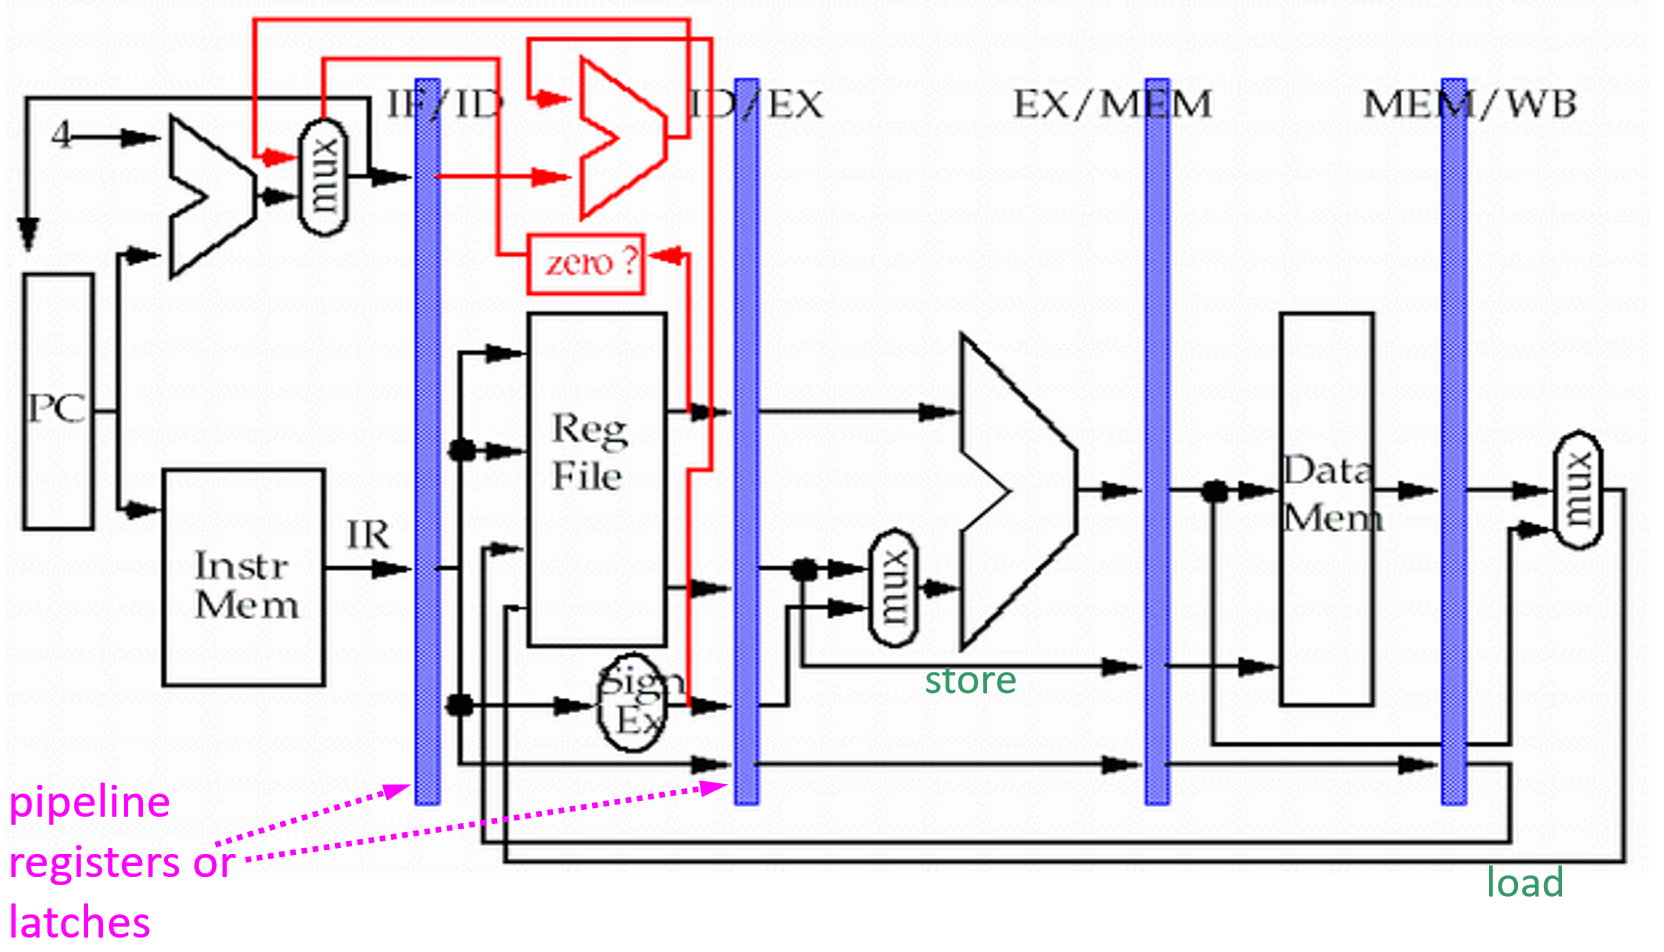 IF/ID
ID/EX
EX/MEM
MEM/WB
4
mux
zero ?
PC
Reg
File
Instr
Mem
IR
mux
Data
Mem
mux
Sign
Ex
store
pipeline
registers or
latches
load